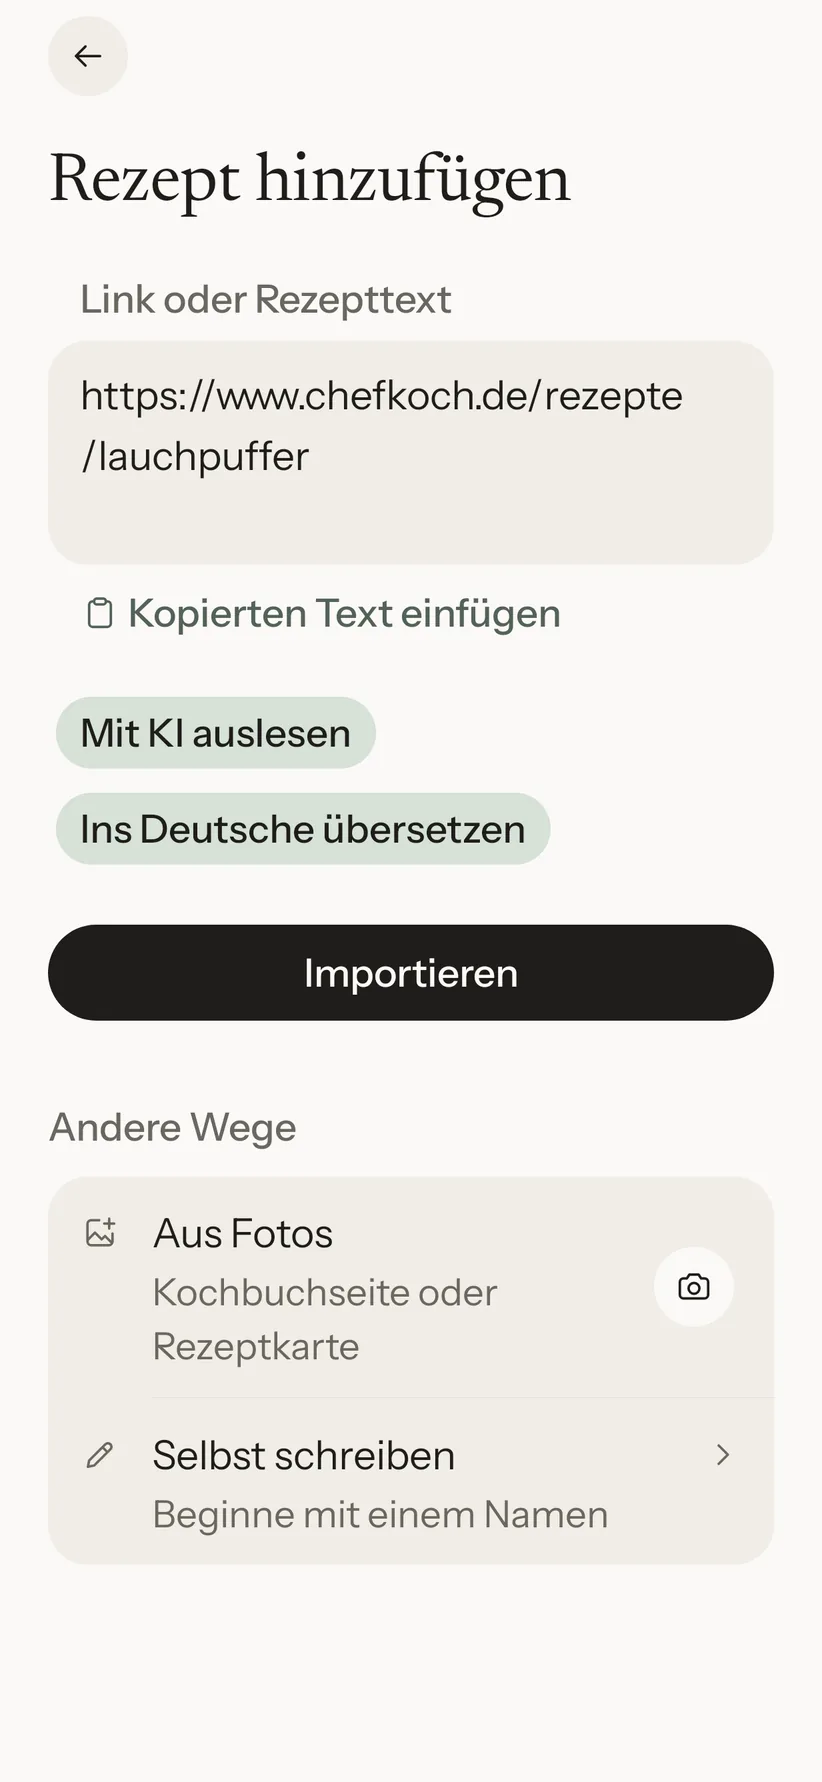 Rezept hinzufügen
Link oder Rezepttext
https://www.chefkoch.de/rezepte
/lauchpuffer
Kopierten Text einfügen
Mit KI auslesen
Ins Deutsche übersetzen
Importieren
Andere Wege
Aus Fotos
Kochbuchseite oder
Rezeptkarte
Selbst schreiben
Beginne mit einem Namen